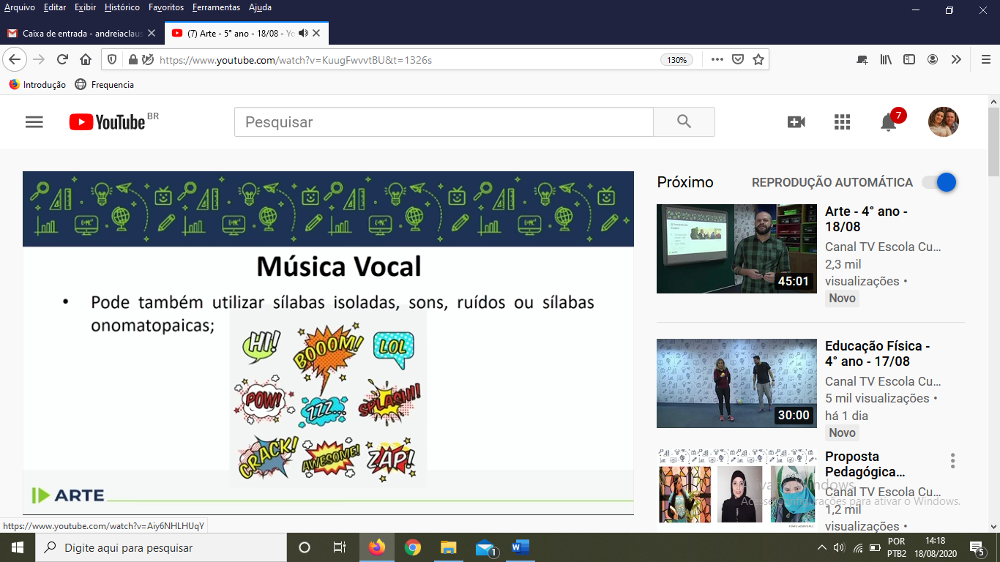 Arquivo Editar Exibir Histórico Favoritos Ferramentas Ajuda
Caixa de entrada - andreiaclaus
(7) Arte - 5° ano - 18/08 - Yo
https://www.youtube.com/watch?v=KuugFwvvtBU&t=1326s
130%
Introdução
Frequencia
YouTube BR
Pesquisar
7
Música Vocal
• Pode também utilizar sílabas isoladas, sons, ruídos ou sílabas
onomatopaicas;
HI!
BOOOM!
LOL
POW!
ZZZ...
SPLASH!!
CRACK!
AWESOME!
ZAP!
ARTE
Próximo
REPRODUÇÃO AUTOMÁTICA
45:01
Arte - 4° ano -
18/08
Canal TV Escola Cu...
2,3 mil
visualizações •
Novo
30:00
Educação Física -
4° ano - 17/08
Canal TV Escola Cu...
5 mil visualizações •
há 1 dia
Novo
Proposta
Pedagógica...
Canal TV Escola Cu...
1,2 mil
visualizações •
Ativar o Windows
Acesse Configurações para ativar o Windows.
https://www.youtube.com/watch?v=Aiy6NHLHUqY
Digite aqui para pesquisar
1
POR
PTB2
14:18
18/08/2020
5